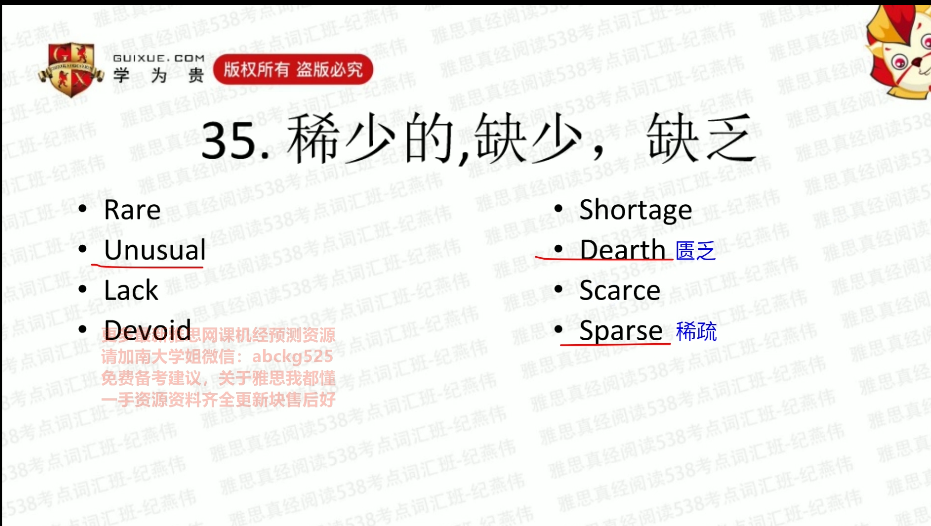 GUIXUE.COM
学为贵
版权所有 盗版必究
35. 稀少的,缺少，缺乏
• Rare
• Unusual
• Lack
• Devoid
• Shortage
• Dearth 匮乏
• Scarce
• Sparse 稀疏
思网课机经预测资源
请加南大学姐微信：abckg525
免费备考建议，关于雅思我都懂
一手资源资料齐全更新块售后好
雅思真经阅读538考点词汇班-纪燕伟